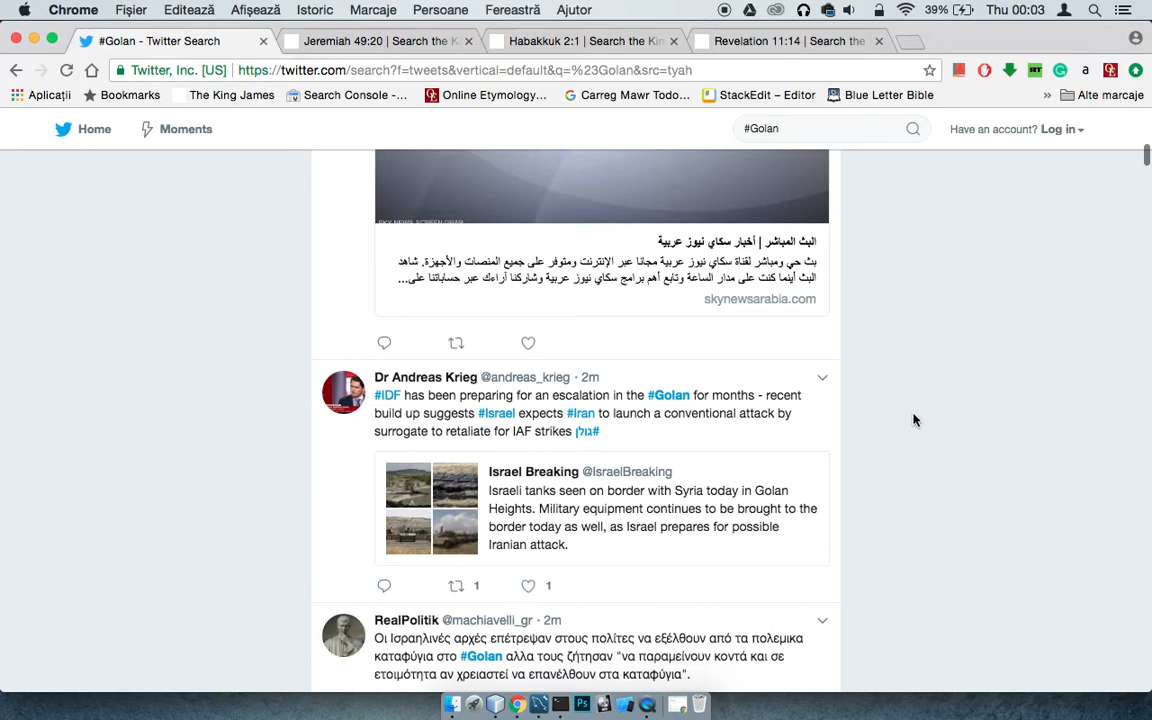 Chrome Fișier Editează Afișează Istoric Marcaje Persoane Fereastră Ajutor 39% Thu 00:03
#Golan - Twitter Search Jeremiah 49:20 | Search the Ki Habakkuk 2:1 | Search the Kin Revelation 11:14 | Search the
Twitter, Inc. [US] https://twitter.com/search?f=tweets&vertical=default&q=%23Golan&src=tyah
Aplicații Bookmarks The King James Search Console -... Online Etymology... Carreg Mawr Todo... StackEdit – Editor Blue Letter Bible » Alte marcaje
Home Moments #Golan Have an account? Log in
SKY NEWS SCREEN GRAB
البث المباشر | أخبار سكاي نيوز عربية
بث حي ومباشر لقناة سكاي نيوز عربية مجانا عبر الإنترنت ومتوفر على جميع المنصات والأجهزة. شاهد
البث أينما كنت على مدار الساعة وتابع أهم برامج سكاي نيوز عربية وشاركنا آراءك عبر حساباتنا على...
skynewsarabia.com
Dr Andreas Krieg @andreas_krieg · 2m
#IDF has been preparing for an escalation in the #Golan for months - recent
build up suggests #Israel expects #Iran to launch a conventional attack by
surrogate to retaliate for IAF strikes #גולן
Israel Breaking @IsraelBreaking
Israeli tanks seen on border with Syria today in Golan
Heights. Military equipment continues to be brought to the
border today as well, as Israel prepares for possible
Iranian attack.
1 1
RealPolitik @machiavelli_gr · 2m
Οι Ισραηλινές αρχές επέτρεψαν στους πολίτες να εξέλθουν από τα πολεμικα
καταφύγια στο #Golan αλλα τους ζήτησαν "να παραμείνουν κοντά και σε
ετοιμότητα αν χρειαστεί να επανέλθουν στα καταφύγια".